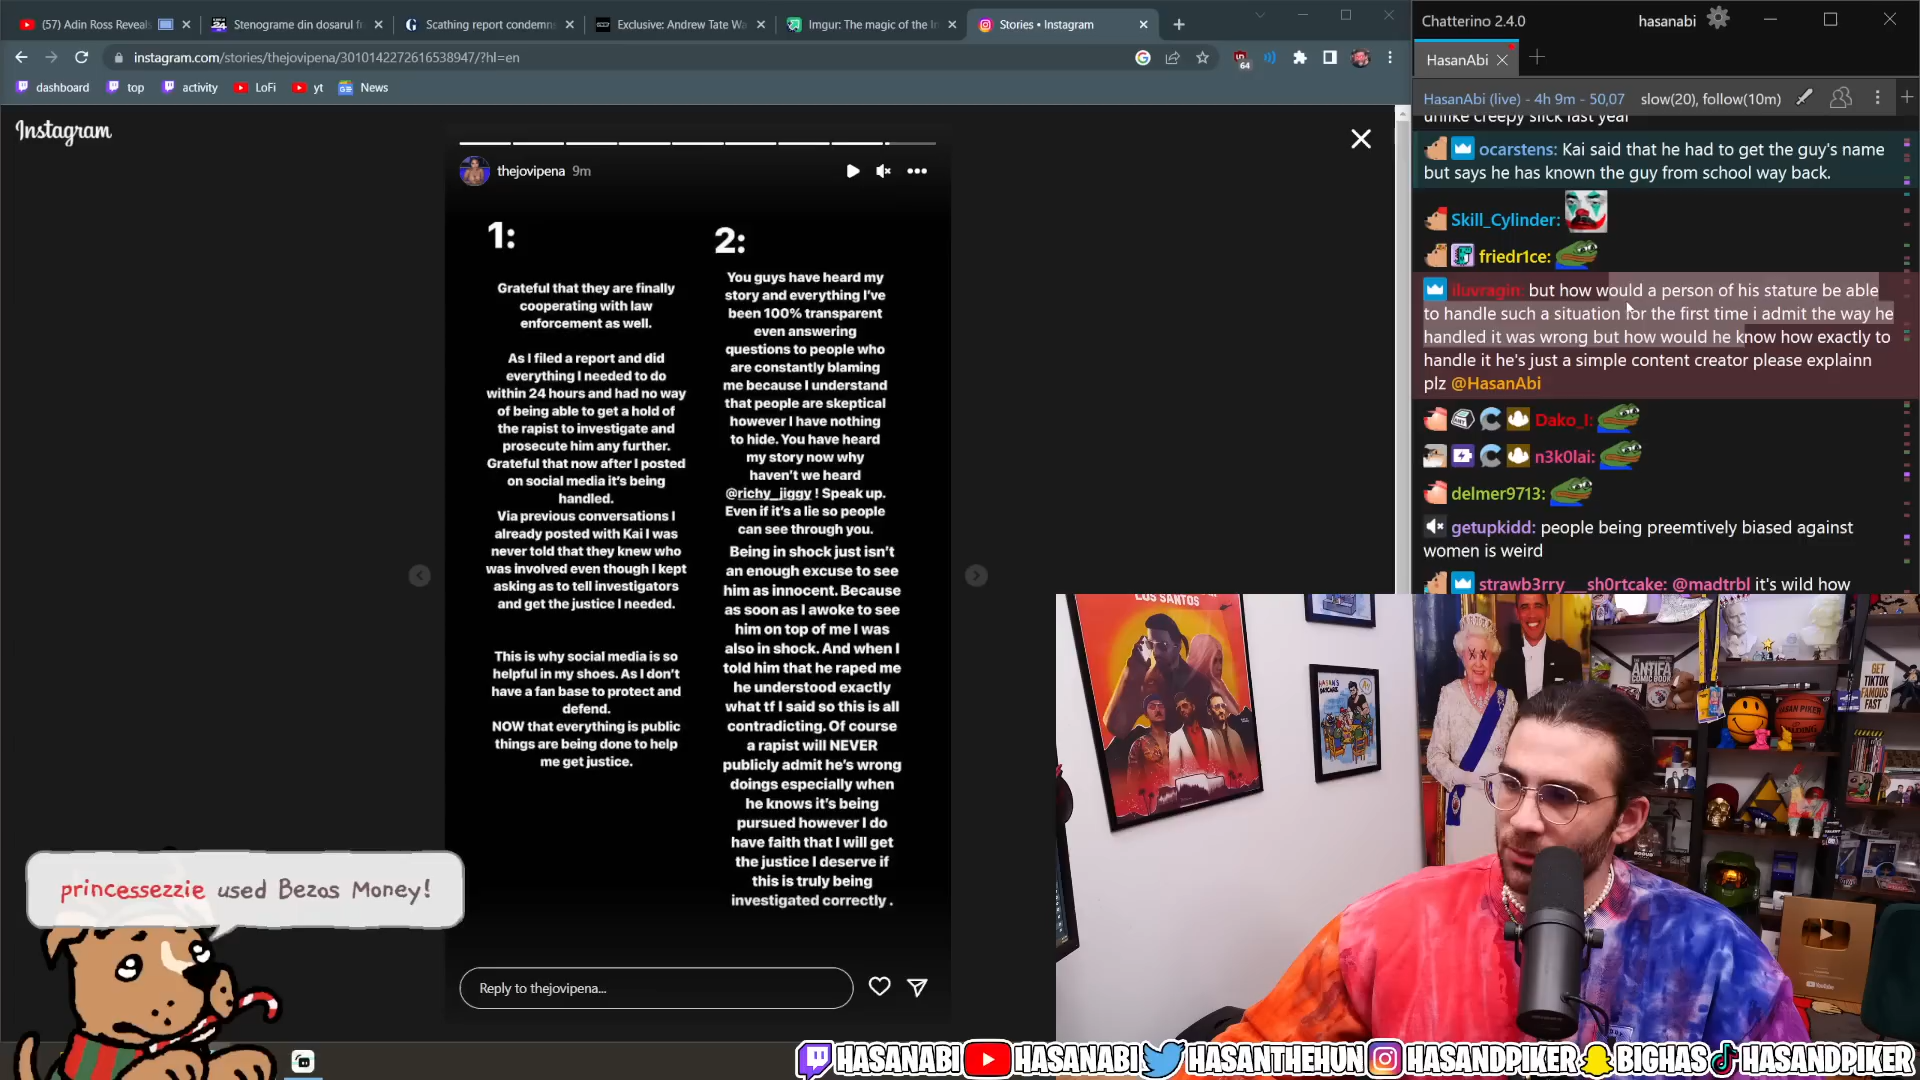 (57) Adin Ross Reveals
Stenograme din dosarul f
Scathing report condemn
Exclusive: Andrew Tate Wa
Imgur: The magic of the In
Stories • Instagram
instagram.com/stories/thejovipena/3010142272616538947/?hl=en
64
dashboard
top
activity
LoFi
yt
News
Instagram
thejovipena 9m
1:
Grateful that they are finally
cooperating with law
enforcement as well.
As I filed a report and did
everything I needed to do
within 24 hours and had no way
of being able to get a hold of
the rapist to investigate and
prosecute him any further.
Grateful that now after I posted
on social media it's being
handled.
Via previous conversations I
already posted with Kai I was
never told that they knew who
was involved even though I kept
asking as to tell investigators
and get the justice I needed.
This is why social media is so
helpful in my shoes. As I don't
have a fan base to protect and
defend.
NOW that everything is public
things are being done to help
me get justice.
2:
You guys have heard my
story and everything I've
been 100% transparent
even answering
questions to people who
are constantly blaming
me because I understand
that people are skeptical
however I have nothing
to hide. You have heard
my story now why
haven't we heard
@richy_jiggy ! Speak up.
Even if it's a lie so people
can see through you.
Being in shock just isn't
an enough excuse to see
him as innocent. Because
as soon as I awoke to see
him on top of me I was
also in shock. And when I
told him that he raped me
he understood exactly
what tf I said so this is all
contradicting. Of course
a rapist will NEVER
publicly admit he's wrong
doings especially when
he knows it's being
pursued however I do
have faith that I will get
the justice I deserve if
this is truly being
investigated correctly .
Reply to thejovipena...
princessezzie used Bezos Money!
Chatterino 2.4.0
hasanabi
HasanAbi
HasanAbi (live) - 4h 9m - 50,07
slow(20), follow(10m)
unlike creepy slick last year
ocarstens: Kai said that he had to get the guy's name
but says he has known the guy from school way back.
Skill_Cylinder:
friedr1ce:
iluvragin: but how would a person of his stature be able
to handle such a situation for the first time i admit the way he
handled it was wrong but how would he know how exactly to
handle it he's just a simple content creator please explainn
plz @HasanAbi
Dako_I:
n3k0lai:
delmer9713:
getupkidd: people being preemtively biased against
women is weird
strawb3rry___sh0rtcake: @madtrbl it's wild how
LOS SANTOS
ANTIFA
COMIC BOOK
GET
TIKTOK
FAMOUS
FAST
HASAN PIKER
HASANABI
HASANABI
HASANTHEHUN
HASANDPIKER
BIGHAS
HASANDPIKER